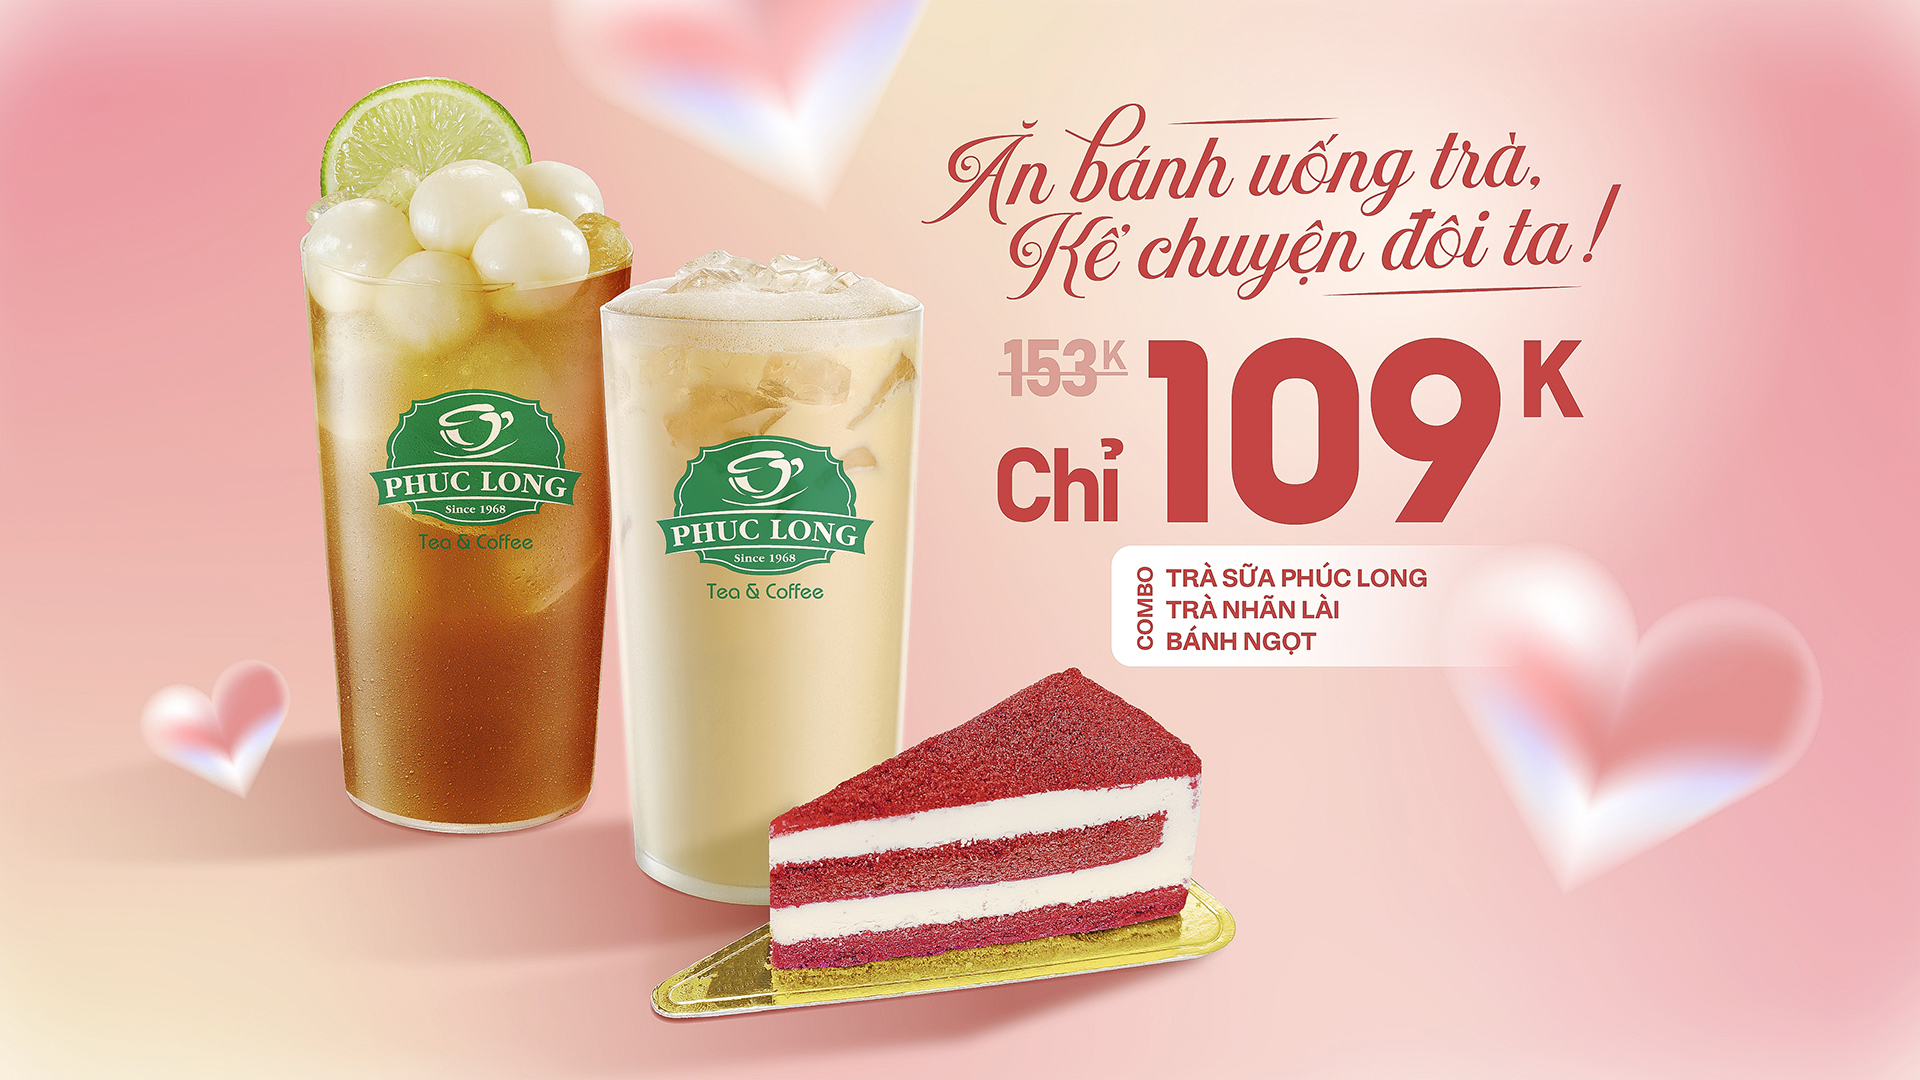 Ăn bánh uống trà,
Kể chuyện đôi ta!
153K
Chỉ 109K
COMBO
TRÀ SỮA PHÚC LONG
TRÀ NHÃN LÀI
BÁNH NGỌT
PHUC LONG
Since 1968
Tea & Coffee
PHUC LONG
Since 1968
Tea & Coffee